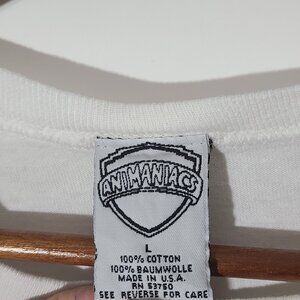 ANIMANIACS
L
100% COTTON
100% BAUMWOLLE
MADE IN U.S.A.
RN 53750
SEE REVERSE FOR CARE